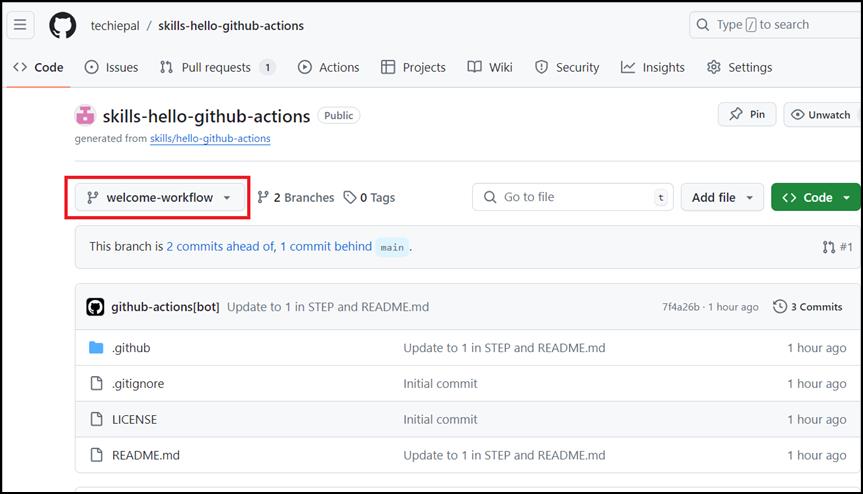 techiepal / skills-hello-github-actions
Type / to search
Code Issues Pull requests 1 Actions Projects Wiki Security Insights Settings
skills-hello-github-actions Public
Pin Unwatch
generated from skills/hello-github-actions
welcome-workflow 2 Branches 0 Tags Go to file t Add file Code
This branch is 2 commits ahead of, 1 commit behind main . #1
github-actions[bot] Update to 1 in STEP and README.md 7f4a26b · 1 hour ago 3 Commits
.github Update to 1 in STEP and README.md 1 hour ago
.gitignore Initial commit 1 hour ago
LICENSE Initial commit 1 hour ago
README.md Update to 1 in STEP and README.md 1 hour ago